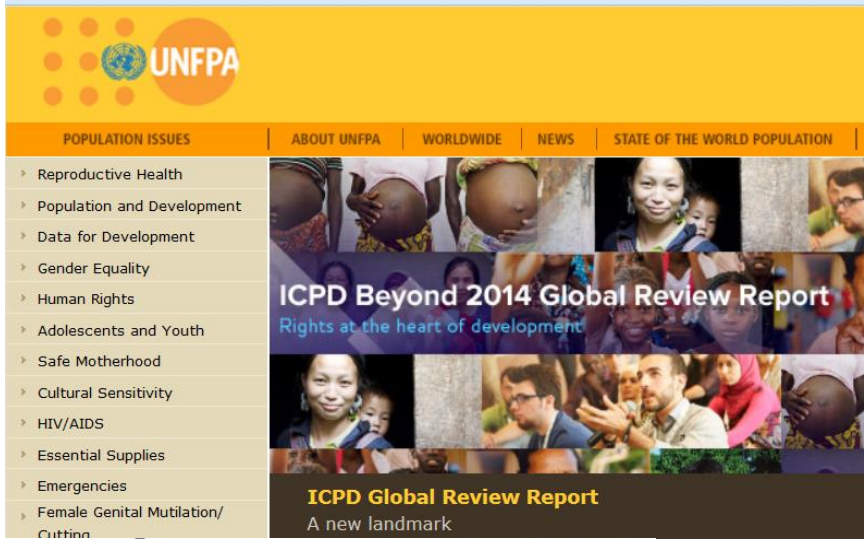 UNFPA
POPULATION ISSUES
ABOUT UNFPA
WORLDWIDE
NEWS
STATE OF THE WORLD POPULATION
Reproductive Health
Population and Development
Data for Development
Gender Equality
Human Rights
Adolescents and Youth
Safe Motherhood
Cultural Sensitivity
HIV/AIDS
Essential Supplies
Emergencies
Female Genital Mutilation/
Cutting
ICPD Beyond 2014 Global Review Report
Rights at the heart of development
ICPD Global Review Report
A new landmark